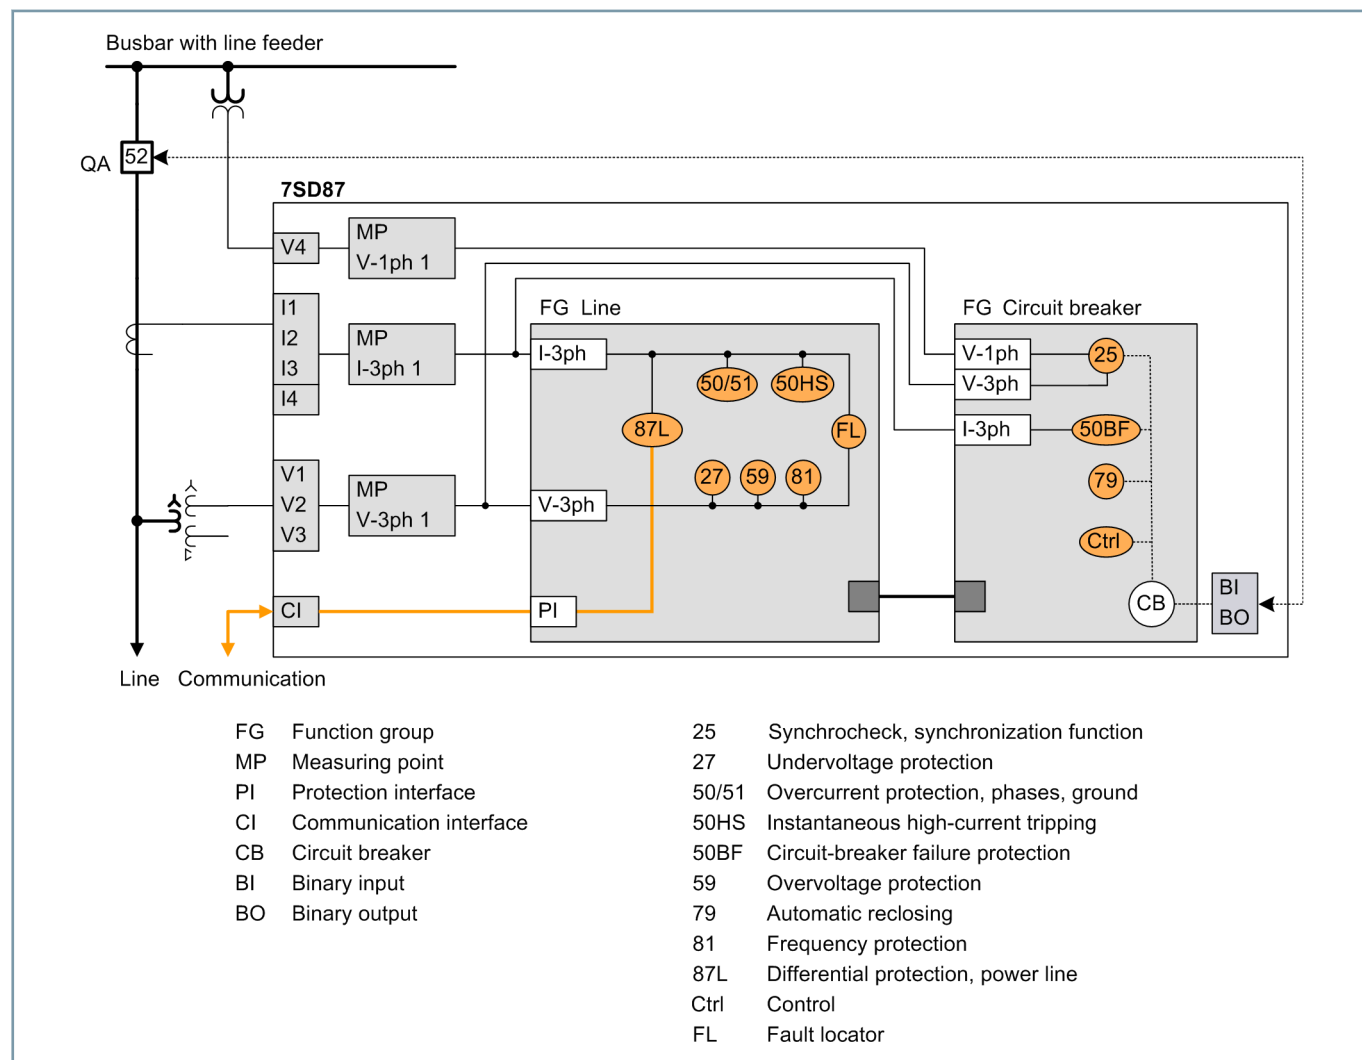 Busbar with line feeder
QA
52
7SD87
V4
MP
V-1ph 1
I1
I2
I3
I4
MP
I-3ph 1
V1
V2
V3
MP
V-3ph 1
CI
FG Line
I-3ph
50/51
50HS
87L
FL
27
59
81
V-3ph
PI
FG Circuit breaker
V-1ph
V-3ph
I-3ph
25
50BF
79
Ctrl
CB
BI
BO
Line
Communication
FG Function group
MP Measuring point
PI Protection interface
CI Communication interface
CB Circuit breaker
BI Binary input
BO Binary output
25 Synchrocheck, synchronization function
27 Undervoltage protection
50/51 Overcurrent protection, phases, ground
50HS Instantaneous high-current tripping
50BF Circuit-breaker failure protection
59 Overvoltage protection
79 Automatic reclosing
81 Frequency protection
87L Differential protection, power line
Ctrl Control
FL Fault locator